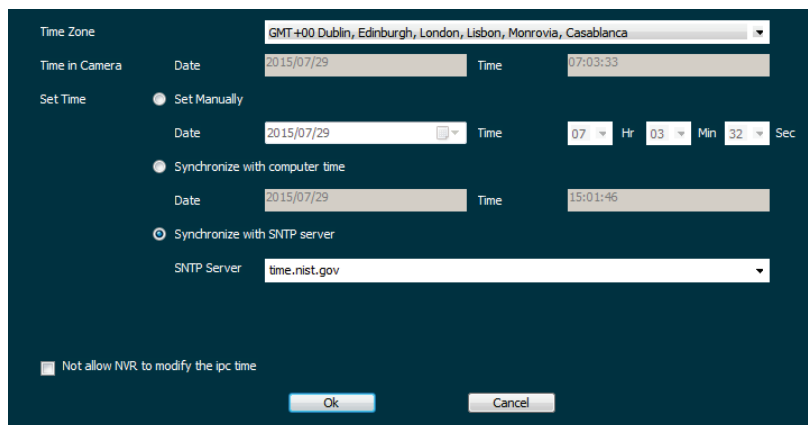 Time Zone GMT+00 Dublin, Edinburgh, London, Lisbon, Monrovia, Casablanca
Time in Camera Date 2015/07/29 Time 07:03:33
Set Time Set Manually
Date 2015/07/29 Time 07 Hr 03 Min 32 Sec
Synchronize with computer time
Date 2015/07/29 Time 15:01:46
Synchronize with SNTP server
SNTP Server time.nist.gov
Not allow NVR to modify the ipc time
Ok Cancel